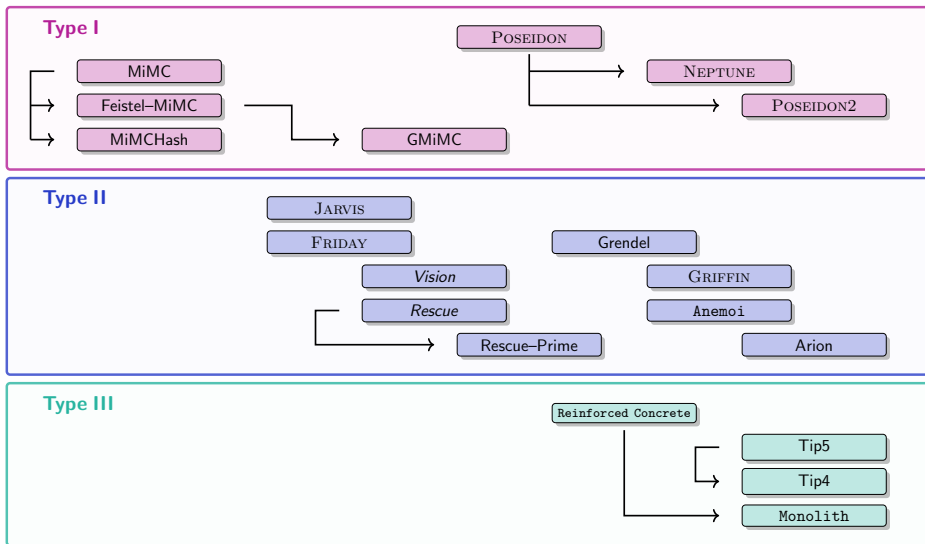 Type I
POSEIDON
MiMC
NEPTUNE
Feistel–MiMC
POSEIDON2
MiMCHash
GMiMC
Type II
JARVIS
FRIDAY
Grendel
Vision
GRIFFIN
Rescue
Anemoi
Rescue–Prime
Arion
Type III
Reinforced Concrete
Tip5
Tip4
Monolith